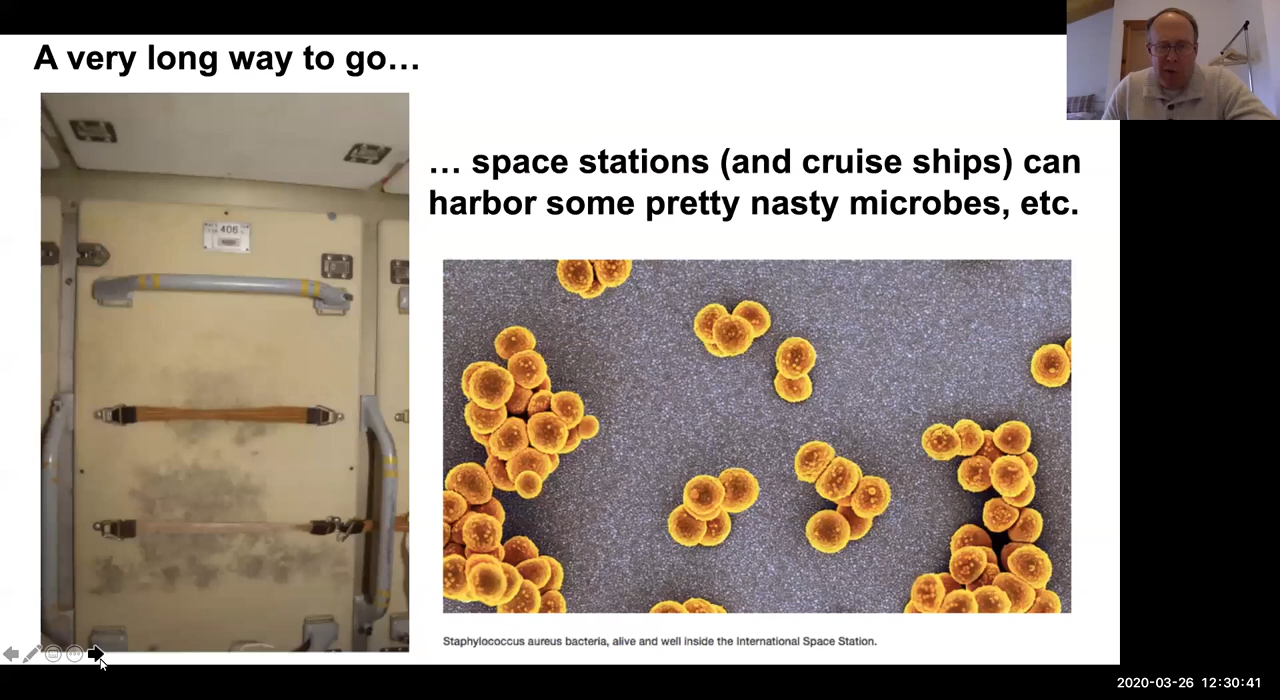 A very long way to go…
… space stations (and cruise ships) can
harbor some pretty nasty microbes, etc.
406
Staphylococcus aureus bacteria, alive and well inside the International Space Station.
2020-03-26 12:30:41